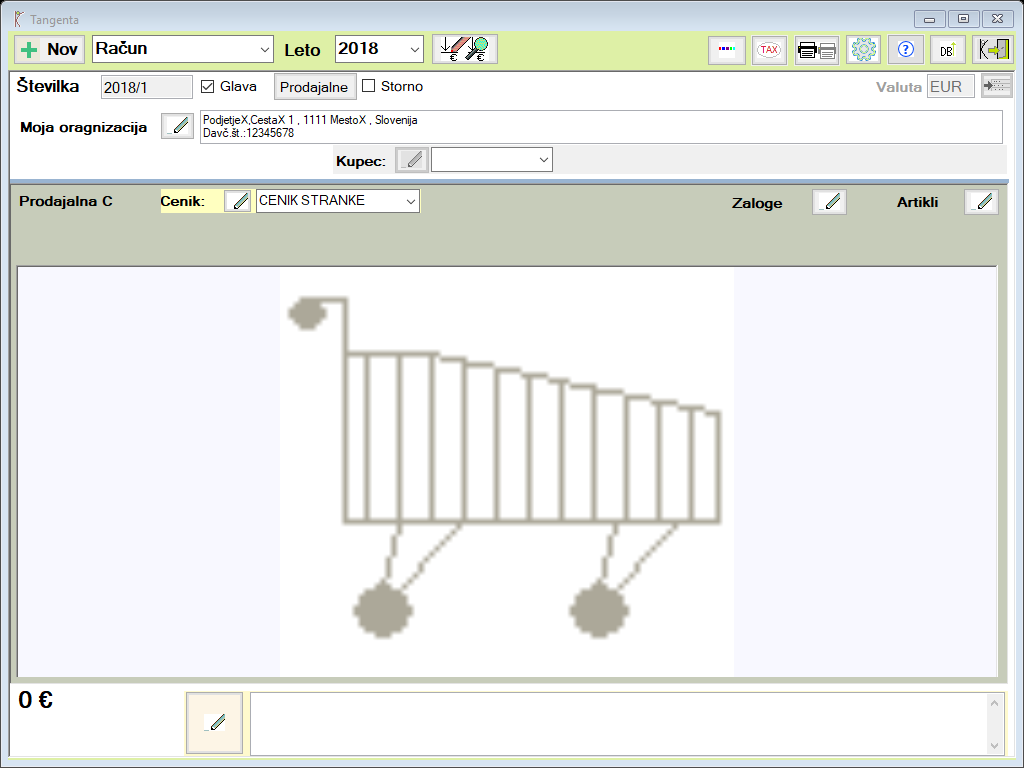 Tangenta
Nov Račun Leto 2018 TAX DB
Številka 2018/1 Glava Prodajalne Storno Valuta EUR
Moja oragnizacija
PodjetjeX,CestaX 1 , 1111 MestoX , Slovenija
Davč.št.:12345678
Kupec:
Prodajalna C Cenik: CENIK STRANKE Zaloge Artikli
0 €